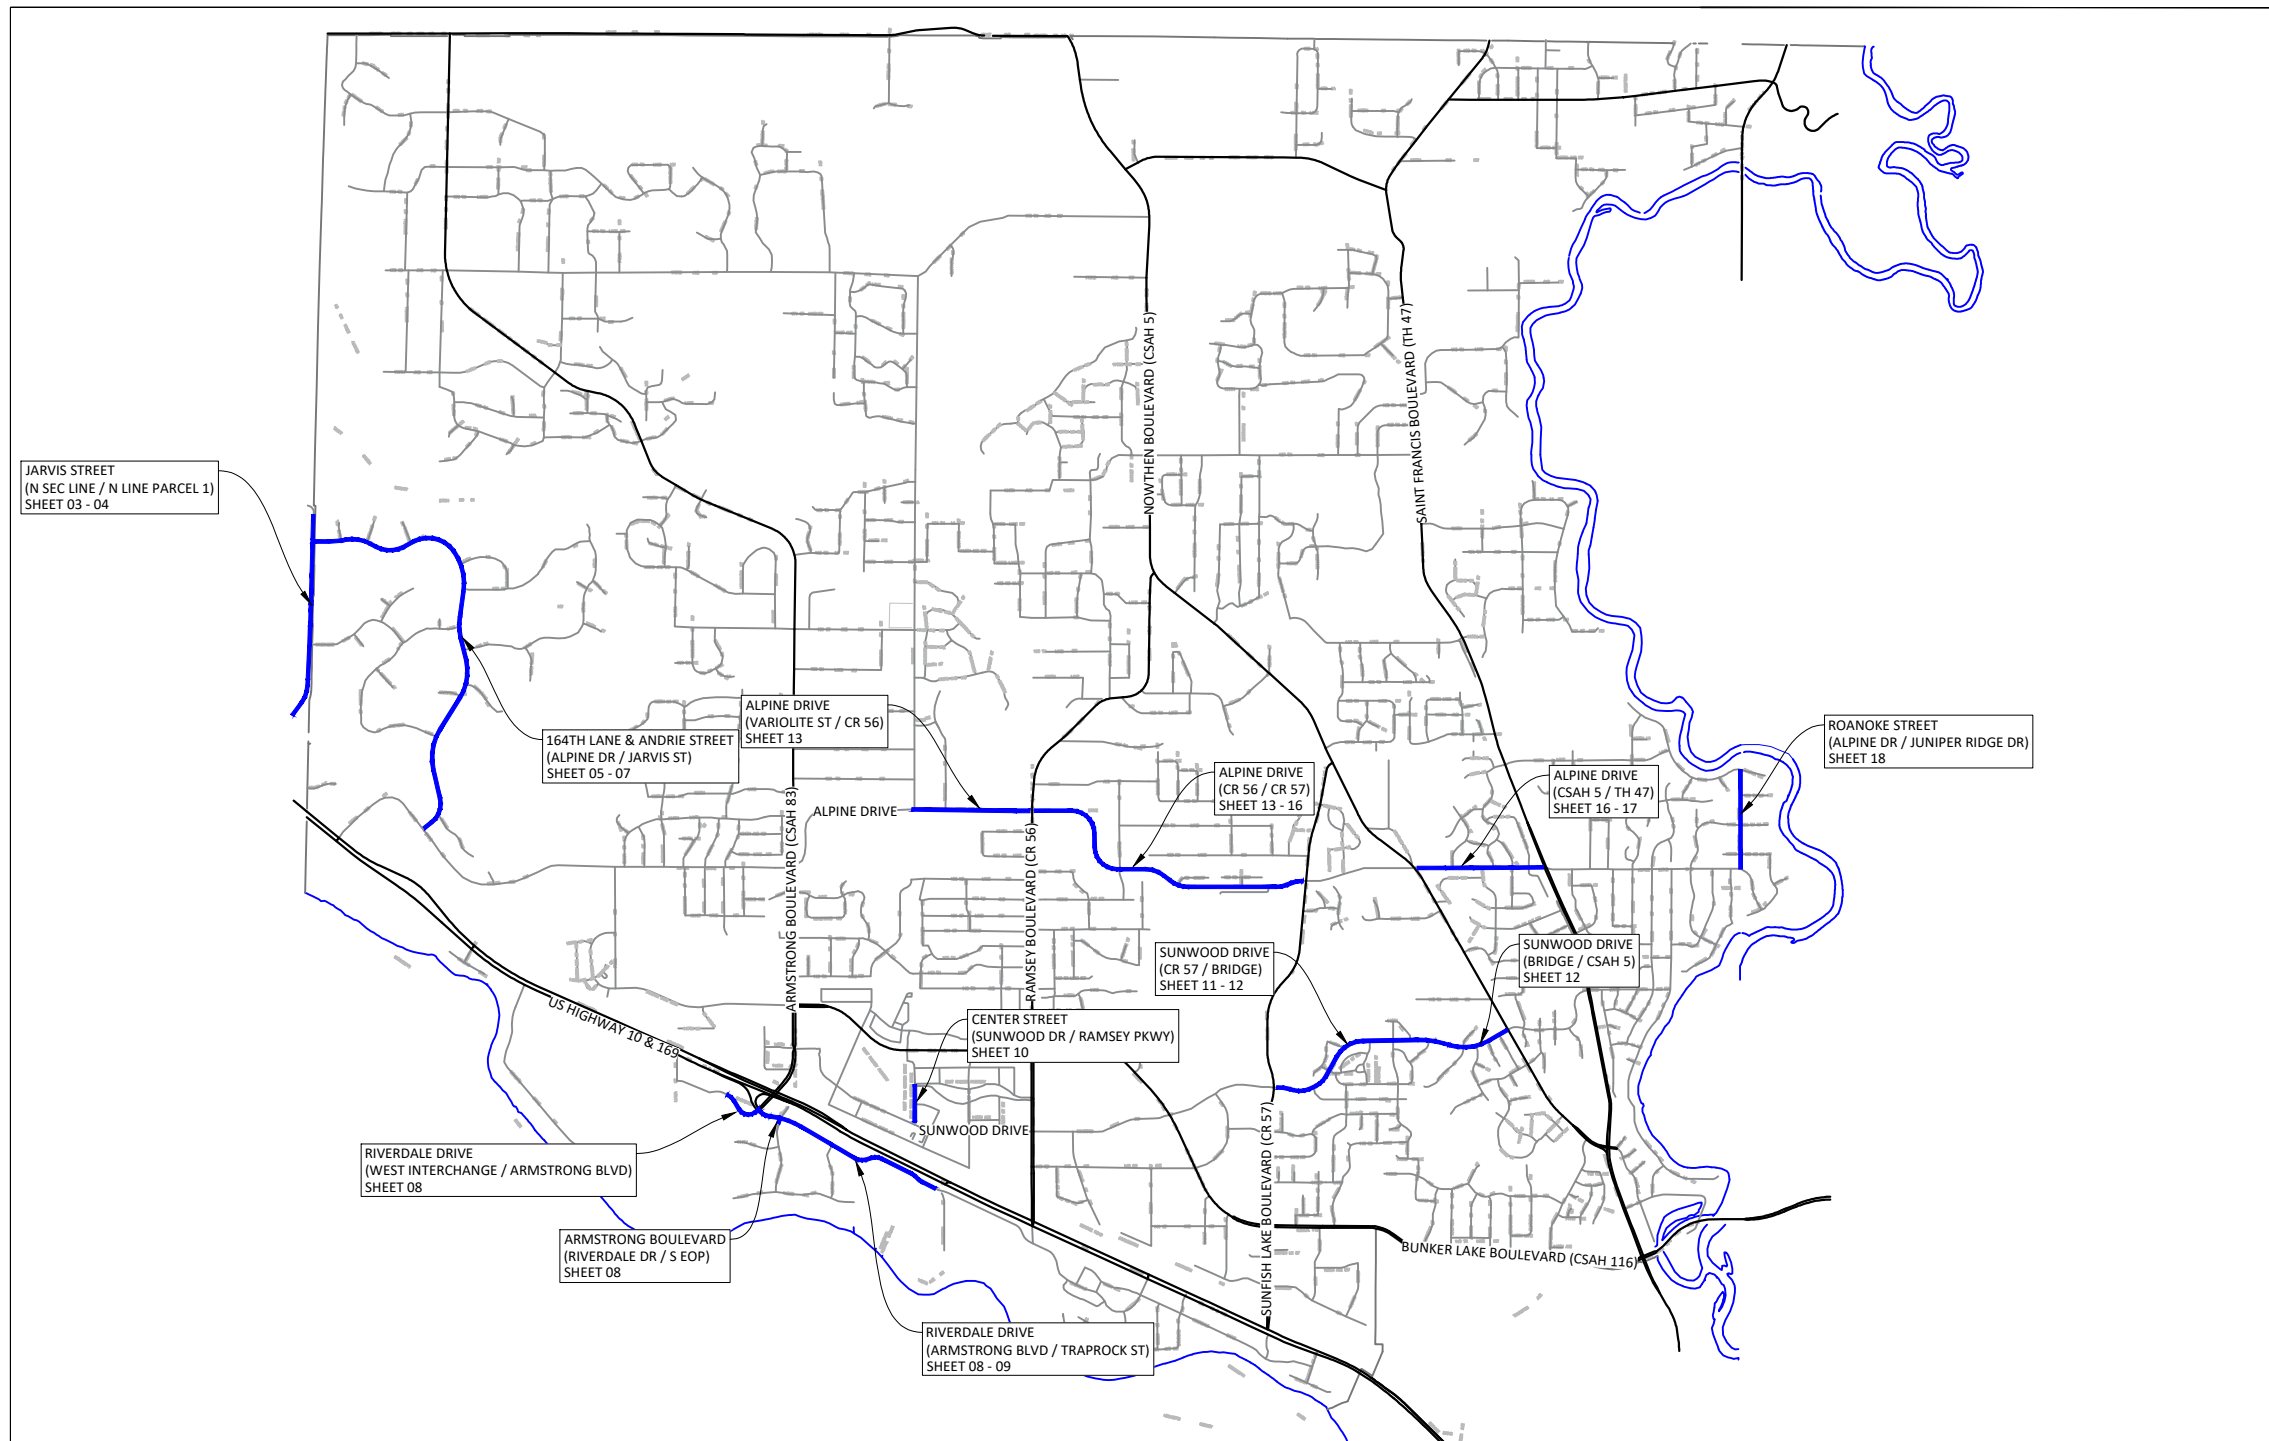 NOWTHEN BOULEVARD (CSAH 5)
SAINT FRANCIS BOULEVARD (TH 47)
JARVIS STREET
(N SEC LINE / N LINE PARCEL 1)
SHEET 03 - 04
164TH LANE & ANDRIE STREET
(ALPINE DR / JARVIS ST)
SHEET 05 - 07
ALPINE DRIVE
(VARIOLITE ST / CR 56)
SHEET 13
ALPINE DRIVE
(CR 56 / CR 57)
SHEET 13 - 16
ALPINE DRIVE
(CSAH 5 / TH 47)
SHEET 16 - 17
ROANOKE STREET
(ALPINE DR / JUNIPER RIDGE DR)
SHEET 18
ALPINE DRIVE
ARMSTRONG BOULEVARD (CSAH 83)
RAMSEY BOULEVARD (CR 56)
SUNWOOD DRIVE
(CR 57 / BRIDGE)
SHEET 11 - 12
SUNWOOD DRIVE
(BRIDGE / CSAH 5)
SHEET 12
US HIGHWAY 10 & 169
CENTER STREET
(SUNWOOD DR / RAMSEY PKWY)
SHEET 10
SUNWOOD DRIVE
RIVERDALE DRIVE
(WEST INTERCHANGE / ARMSTRONG BLVD)
SHEET 08
ARMSTRONG BOULEVARD
(RIVERDALE DR / S EOP)
SHEET 08
SUNFISH LAKE BOULEVARD (CR 57)
BUNKER LAKE BOULEVARD (CSAH 116)
RIVERDALE DRIVE
(ARMSTRONG BLVD / TRAPROCK ST)
SHEET 08 - 09